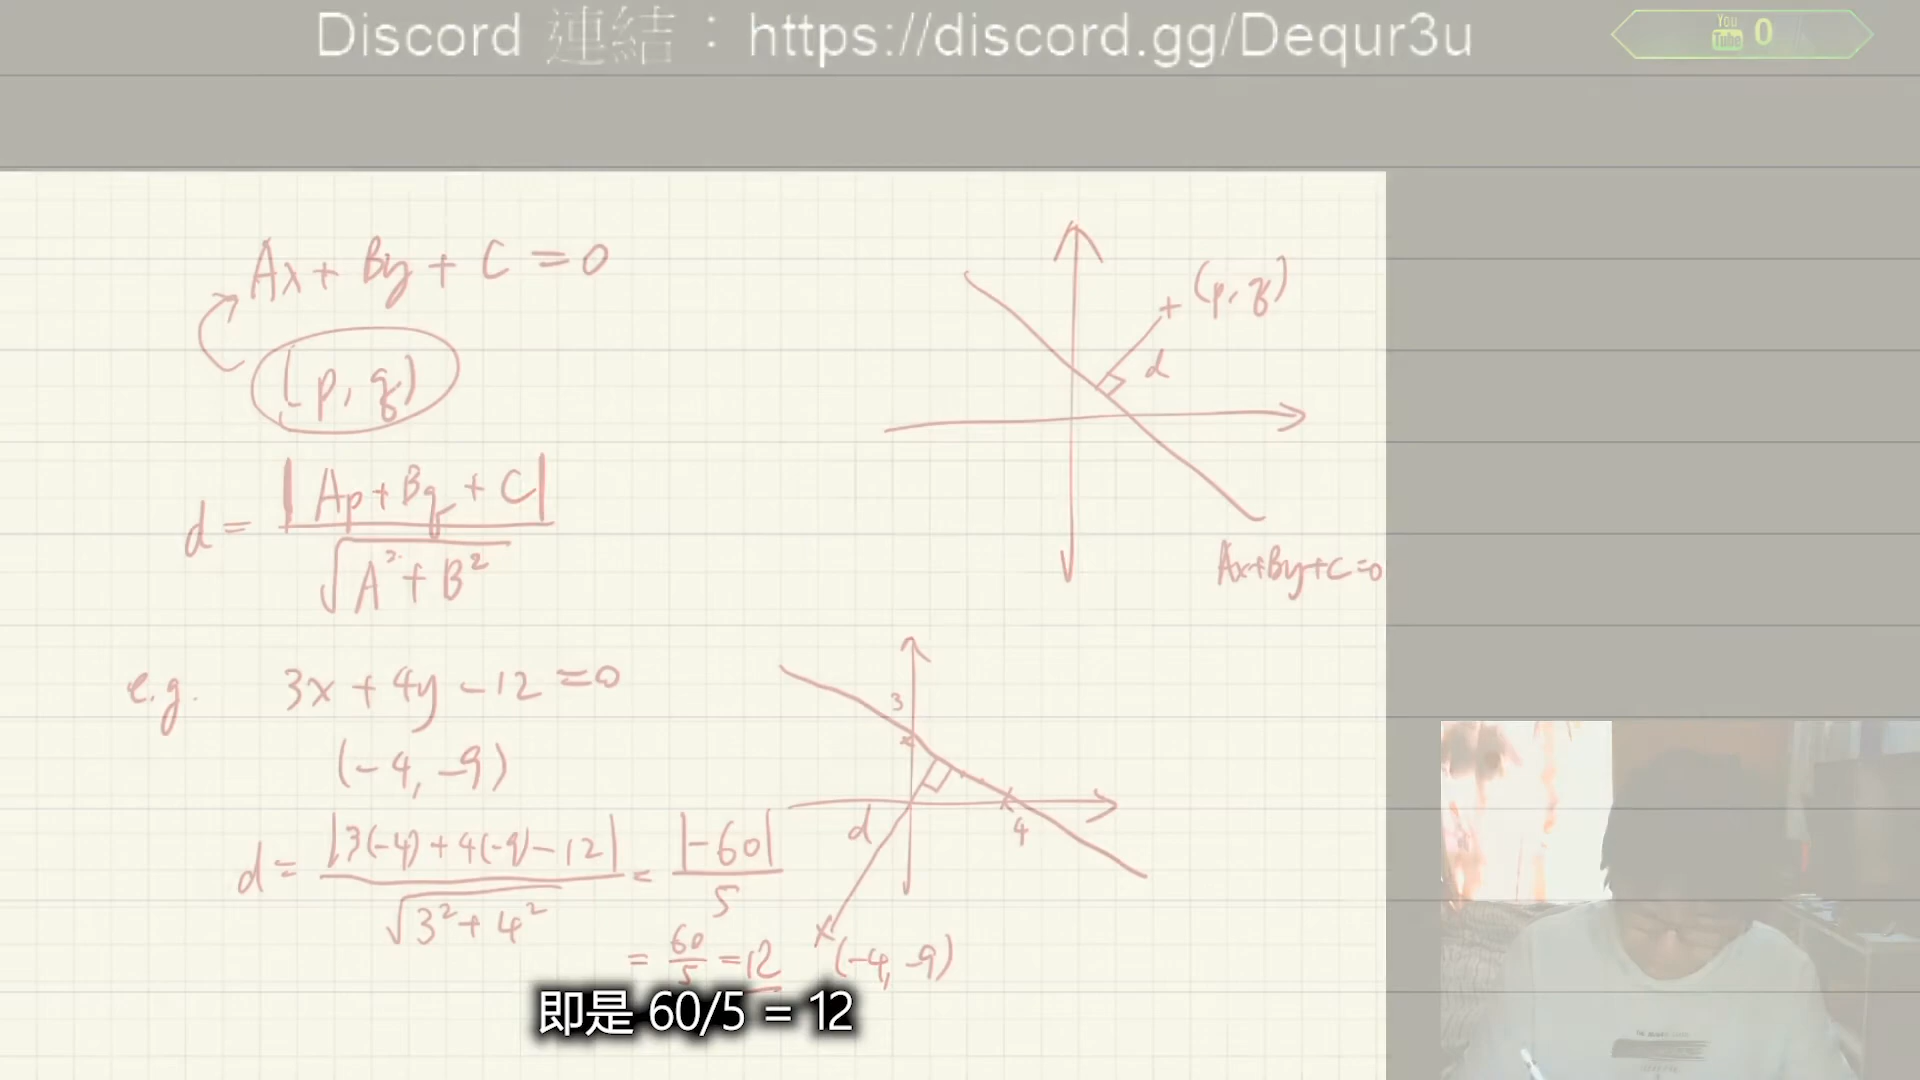 Discord 連結：https://discord.gg/Dequr3u
You Tube 0
Ax + By + C = 0
(p, q)
d = |Ap + Bq + C| / √(A² + B²)
(p, q)
d
Ax+By+C=0
e.g. 3x + 4y - 12 = 0
(-4, -9)
d = |3(-4) + 4(-9) - 12| / √(3² + 4²) = |-60| / 5
= 60/5 = 12
3
4
d
(-4, -9)
即是 60/5 = 12